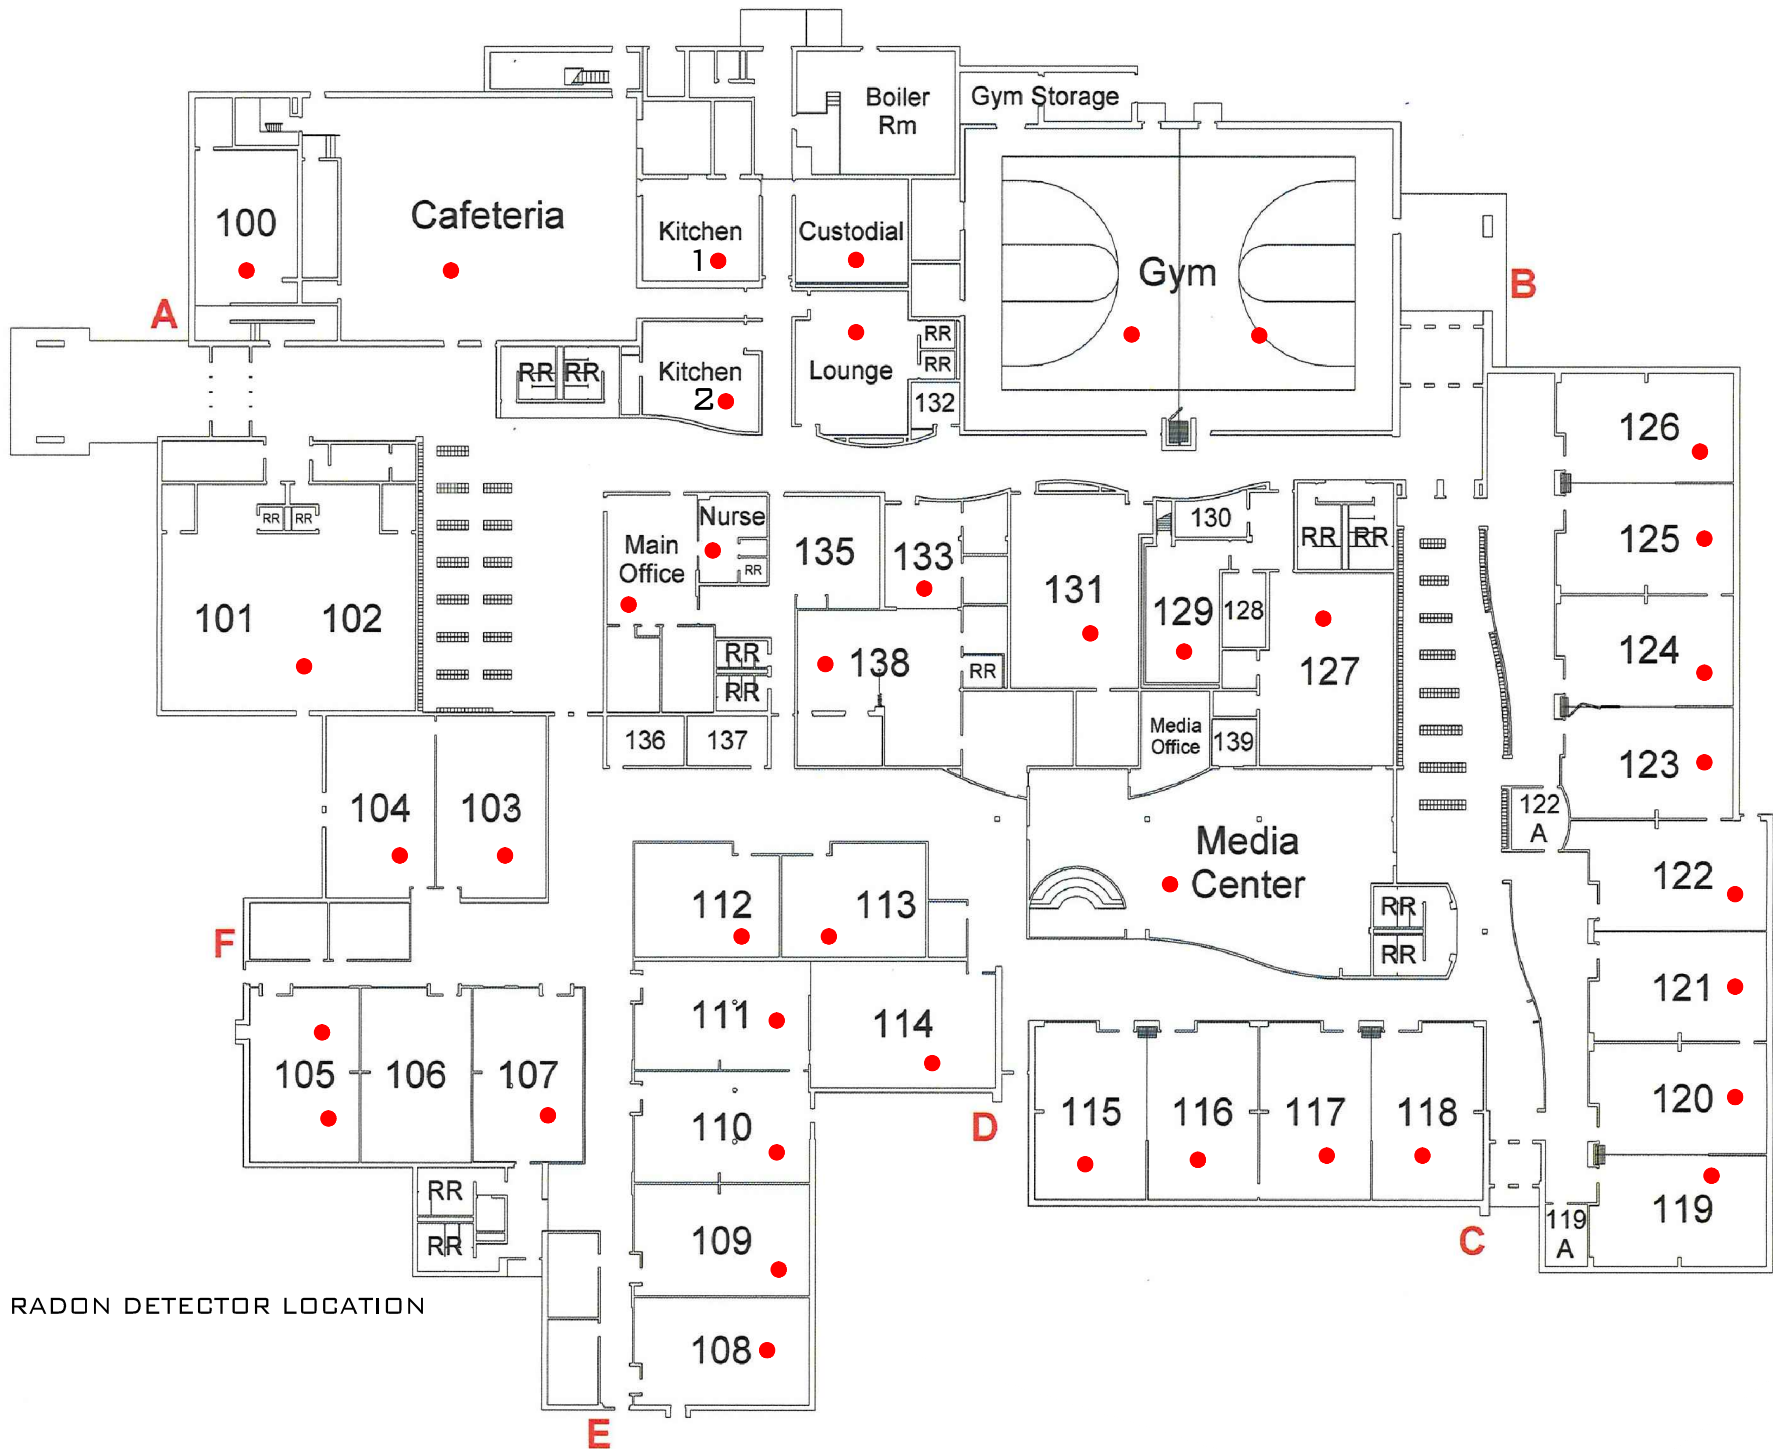 Boiler
Rm
Gym Storage
100
Cafeteria
Kitchen
1
Custodial
Gym
A
B
RR
RR
RR
RR
Kitchen
2
Lounge
132
126
Nurse
130
RR
RR
Main
Office
RR
135
133
RR
RR
125
101
102
131
129
128
124
RR
RR
138
RR
127
136
137
Media
Office
139
123
104
103
122
A
Media
Center
122
112
113
RR
RR
F
111
114
121
105
106
107
110
D
115
116
117
118
120
RR
RR
109
C
119
A
119
RADON DETECTOR LOCATION
108
E